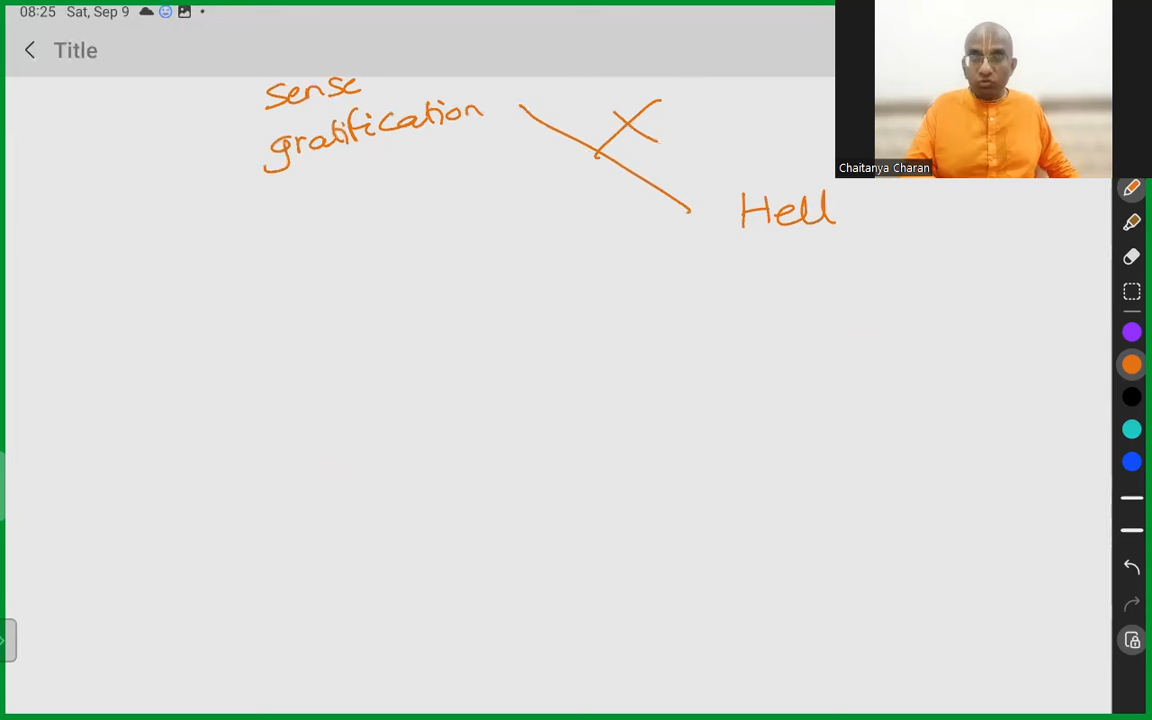 08:25 Sat, Sep 9
Title
sense
gratification
Hell
Chaitanya Charan